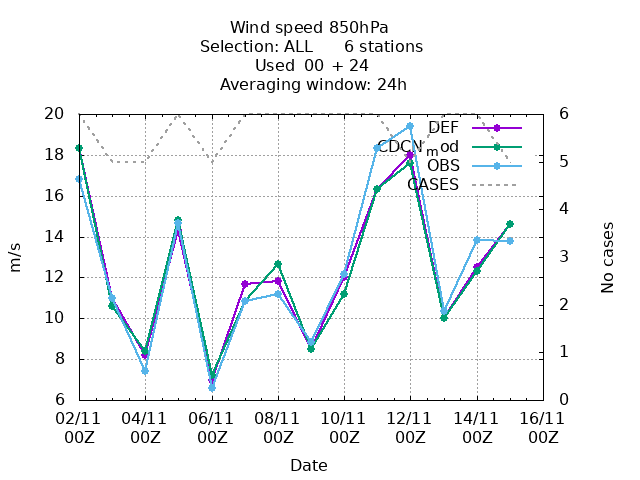 Wind speed 850hPa
Selection: ALL 6 stations
Used 00 + 24
Averaging window: 24h
DEF
CDCN_mod
OBS
CASES
m/s
No cases
20
18
16
14
12
10
8
6
6
5
4
3
2
1
0
02/11 04/11 06/11 08/11 10/11 12/11 14/11 16/11
00Z 00Z 00Z 00Z 00Z 00Z 00Z 00Z
Date